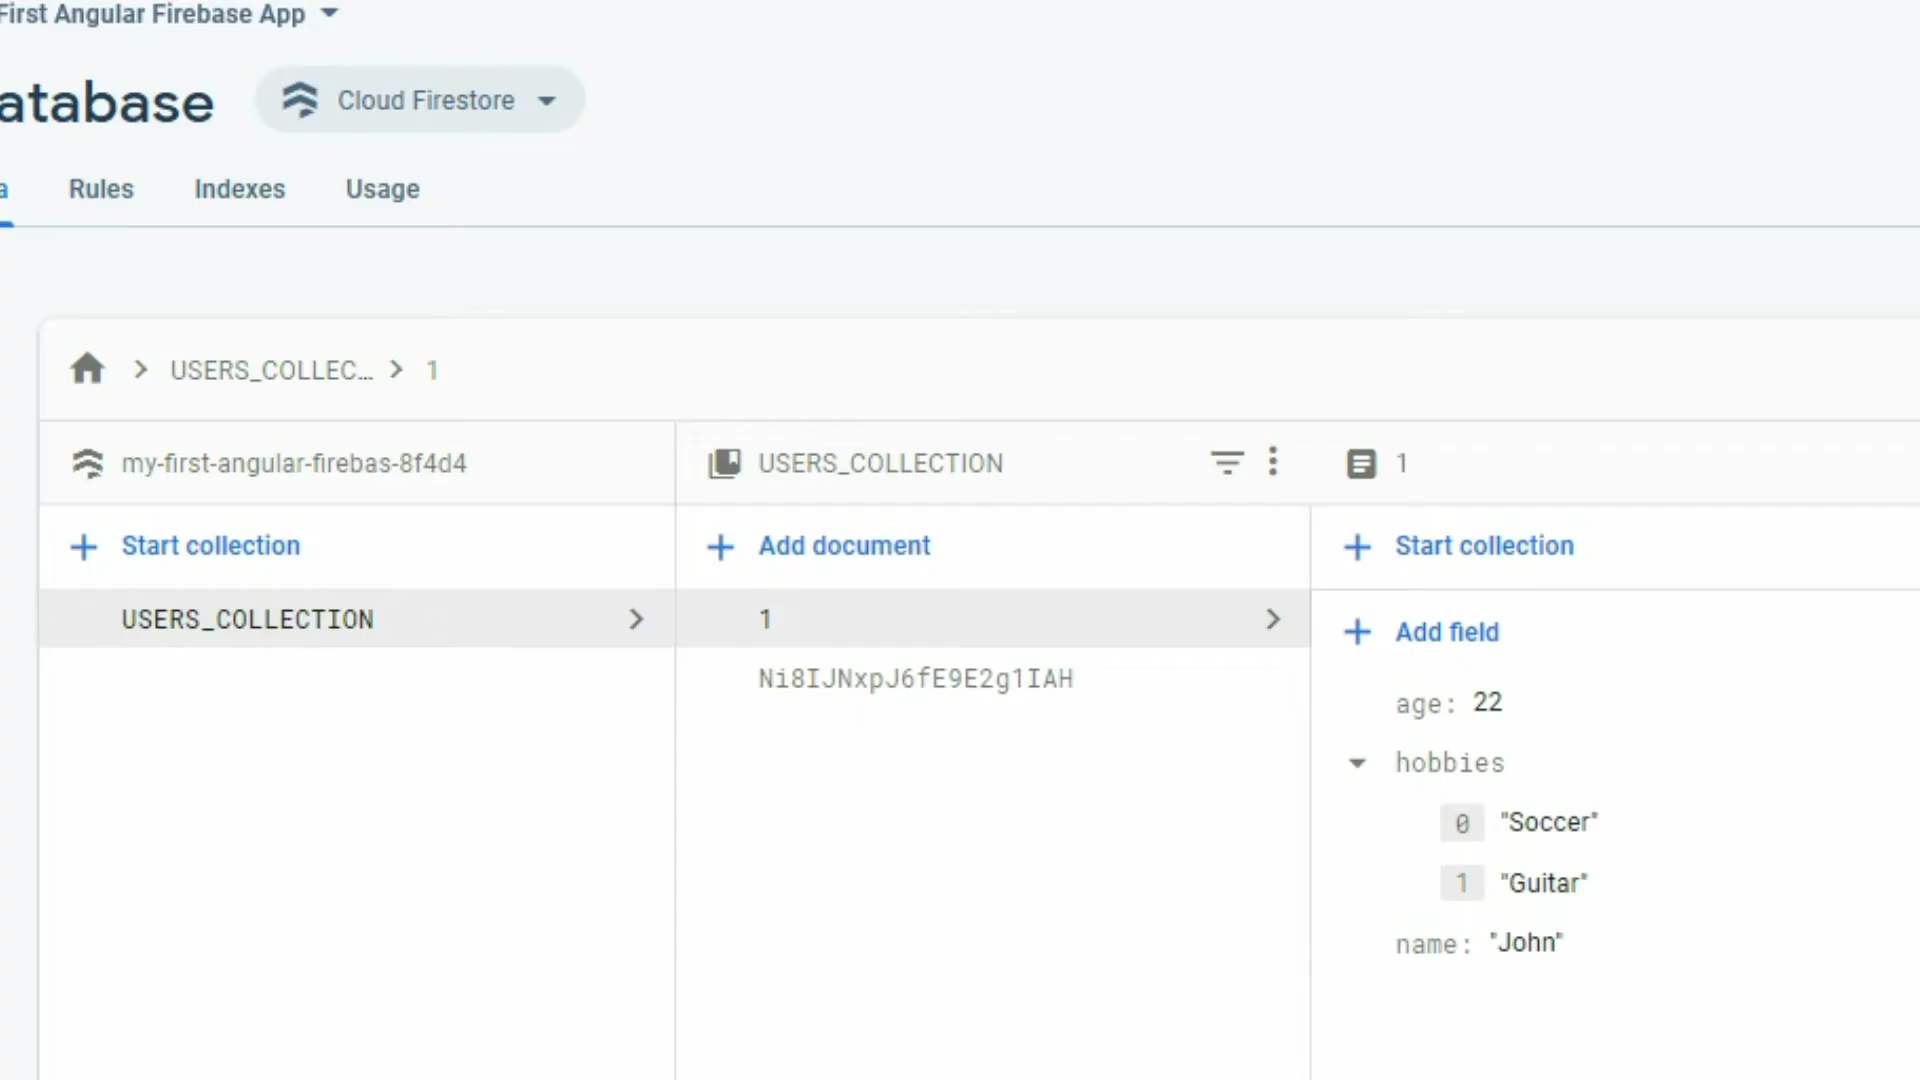 First Angular Firebase App
atabase
Cloud Firestore
a Rules Indexes Usage
USERS_COLLEC... 1
my-first-angular-firebas-8f4d4
USERS_COLLECTION
1
Start collection
Add document
Start collection
USERS_COLLECTION
1
Ni8IJNxpJ6fE9E2g1IAH
Add field
age: 22
hobbies
0 "Soccer"
1 "Guitar"
name: "John"